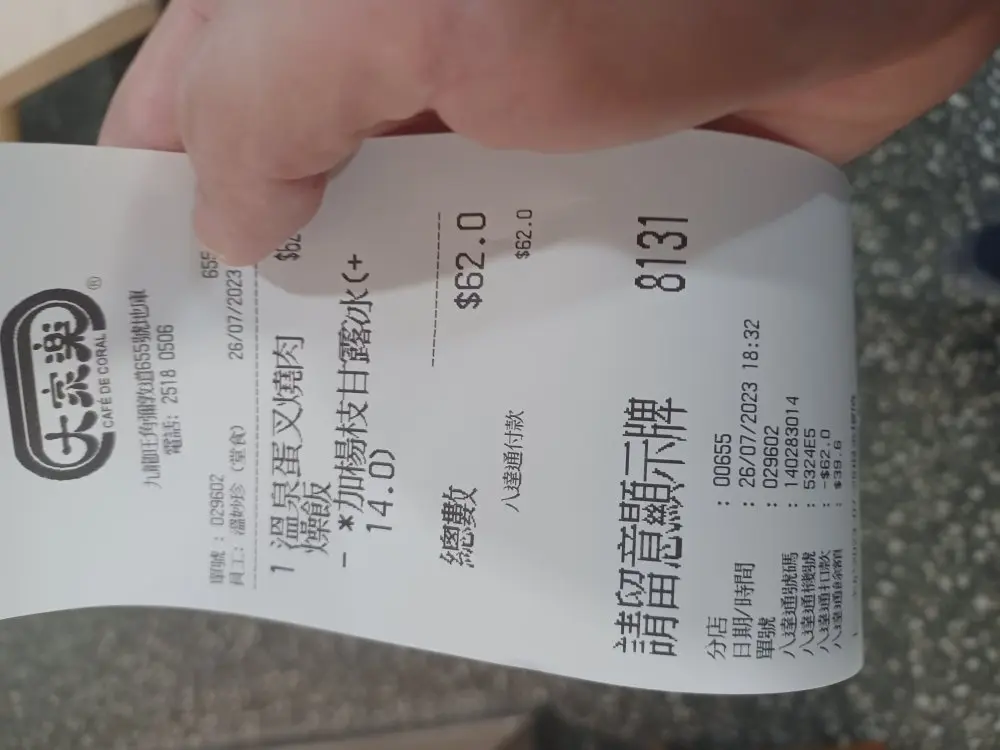 大家樂®
CAFÉ DE CORAL
九龍旺角彌敦道655號地庫
電話: 2518 0506
單號 : 029602 655
員工: 溫妙珍 (堂食) 26/07/2023
1 溫泉蛋叉燒肉 $62
燥飯
- *加楊枝甘露冰(+
14.0)
總數 $62.0
八達通付款 $62.0
請留意顯示牌 8131
分店 : 00655
日期/時間 : 26/07/2023 18:32
單號 : 029602
八達通號碼 : 140283014
八達通機號 : 5324E5
八達通扣款 : -$62.0
八達通餘額 : $39.6